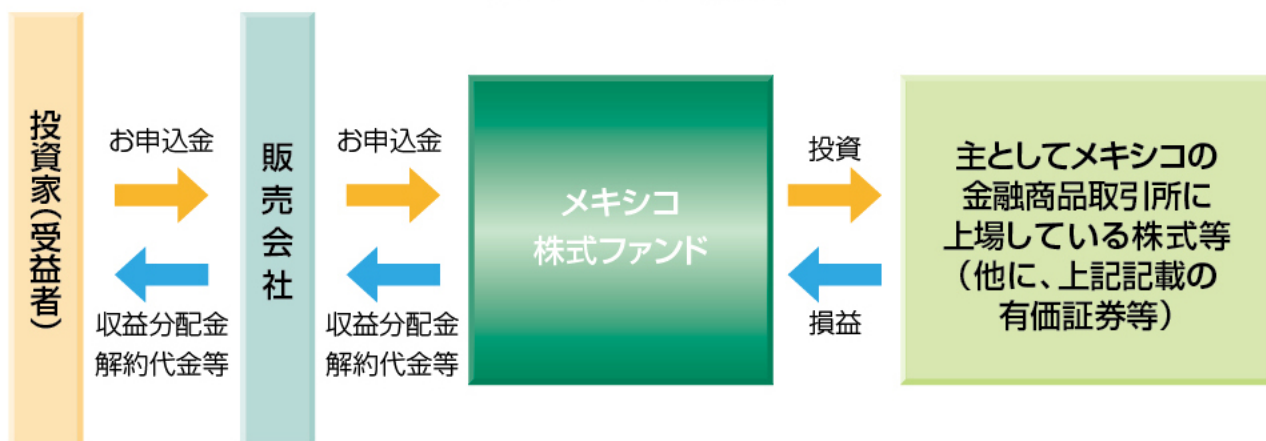 投資家(受益者)
お申込金
収益分配金
解約代金等
販売会社
お申込金
収益分配金
解約代金等
メキシコ
株式ファンド
投資
損益
主としてメキシコの
金融商品取引所に
上場している株式等
(他に、上記記載の
有価証券等)